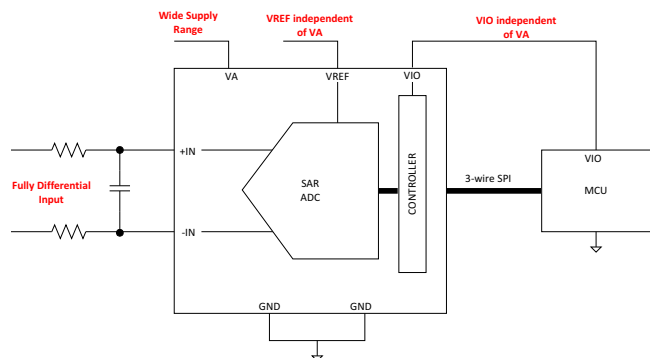 Wide Supply
Range
VREF independent
of VA
VIO independent
of VA
VA
VREF
VIO
+IN
Fully Differential
Input
-IN
SAR
ADC
CONTROLLER
3-wire SPI
VIO
MCU
GND
GND